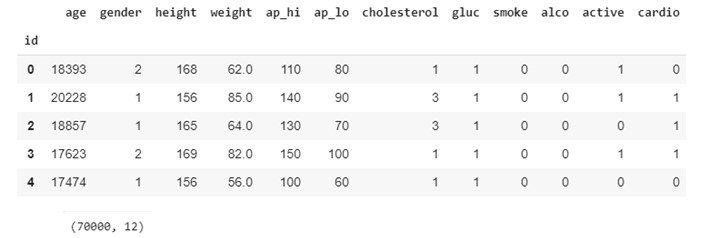 age gender height weight ap_hi ap_lo cholesterol gluc smoke alco active cardio
id
0 18393 2 168 62.0 110 80 1 1 0 0 1 0
1 20228 1 156 85.0 140 90 3 1 0 0 1 1
2 18857 1 165 64.0 130 70 3 1 0 0 0 1
3 17623 2 169 82.0 150 100 1 1 0 0 1 1
4 17474 1 156 56.0 100 60 1 1 0 0 0 0
(70000, 12)